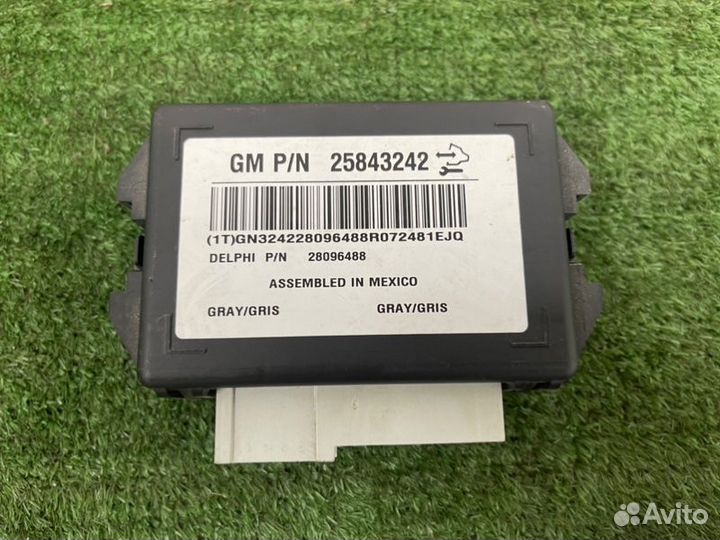 GM P/N 25843242
(1T)GN324228096488R072481EJQ
DELPHI P/N 28096488
ASSEMBLED IN MEXICO
GRAY/GRIS GRAY/GRIS
Avito